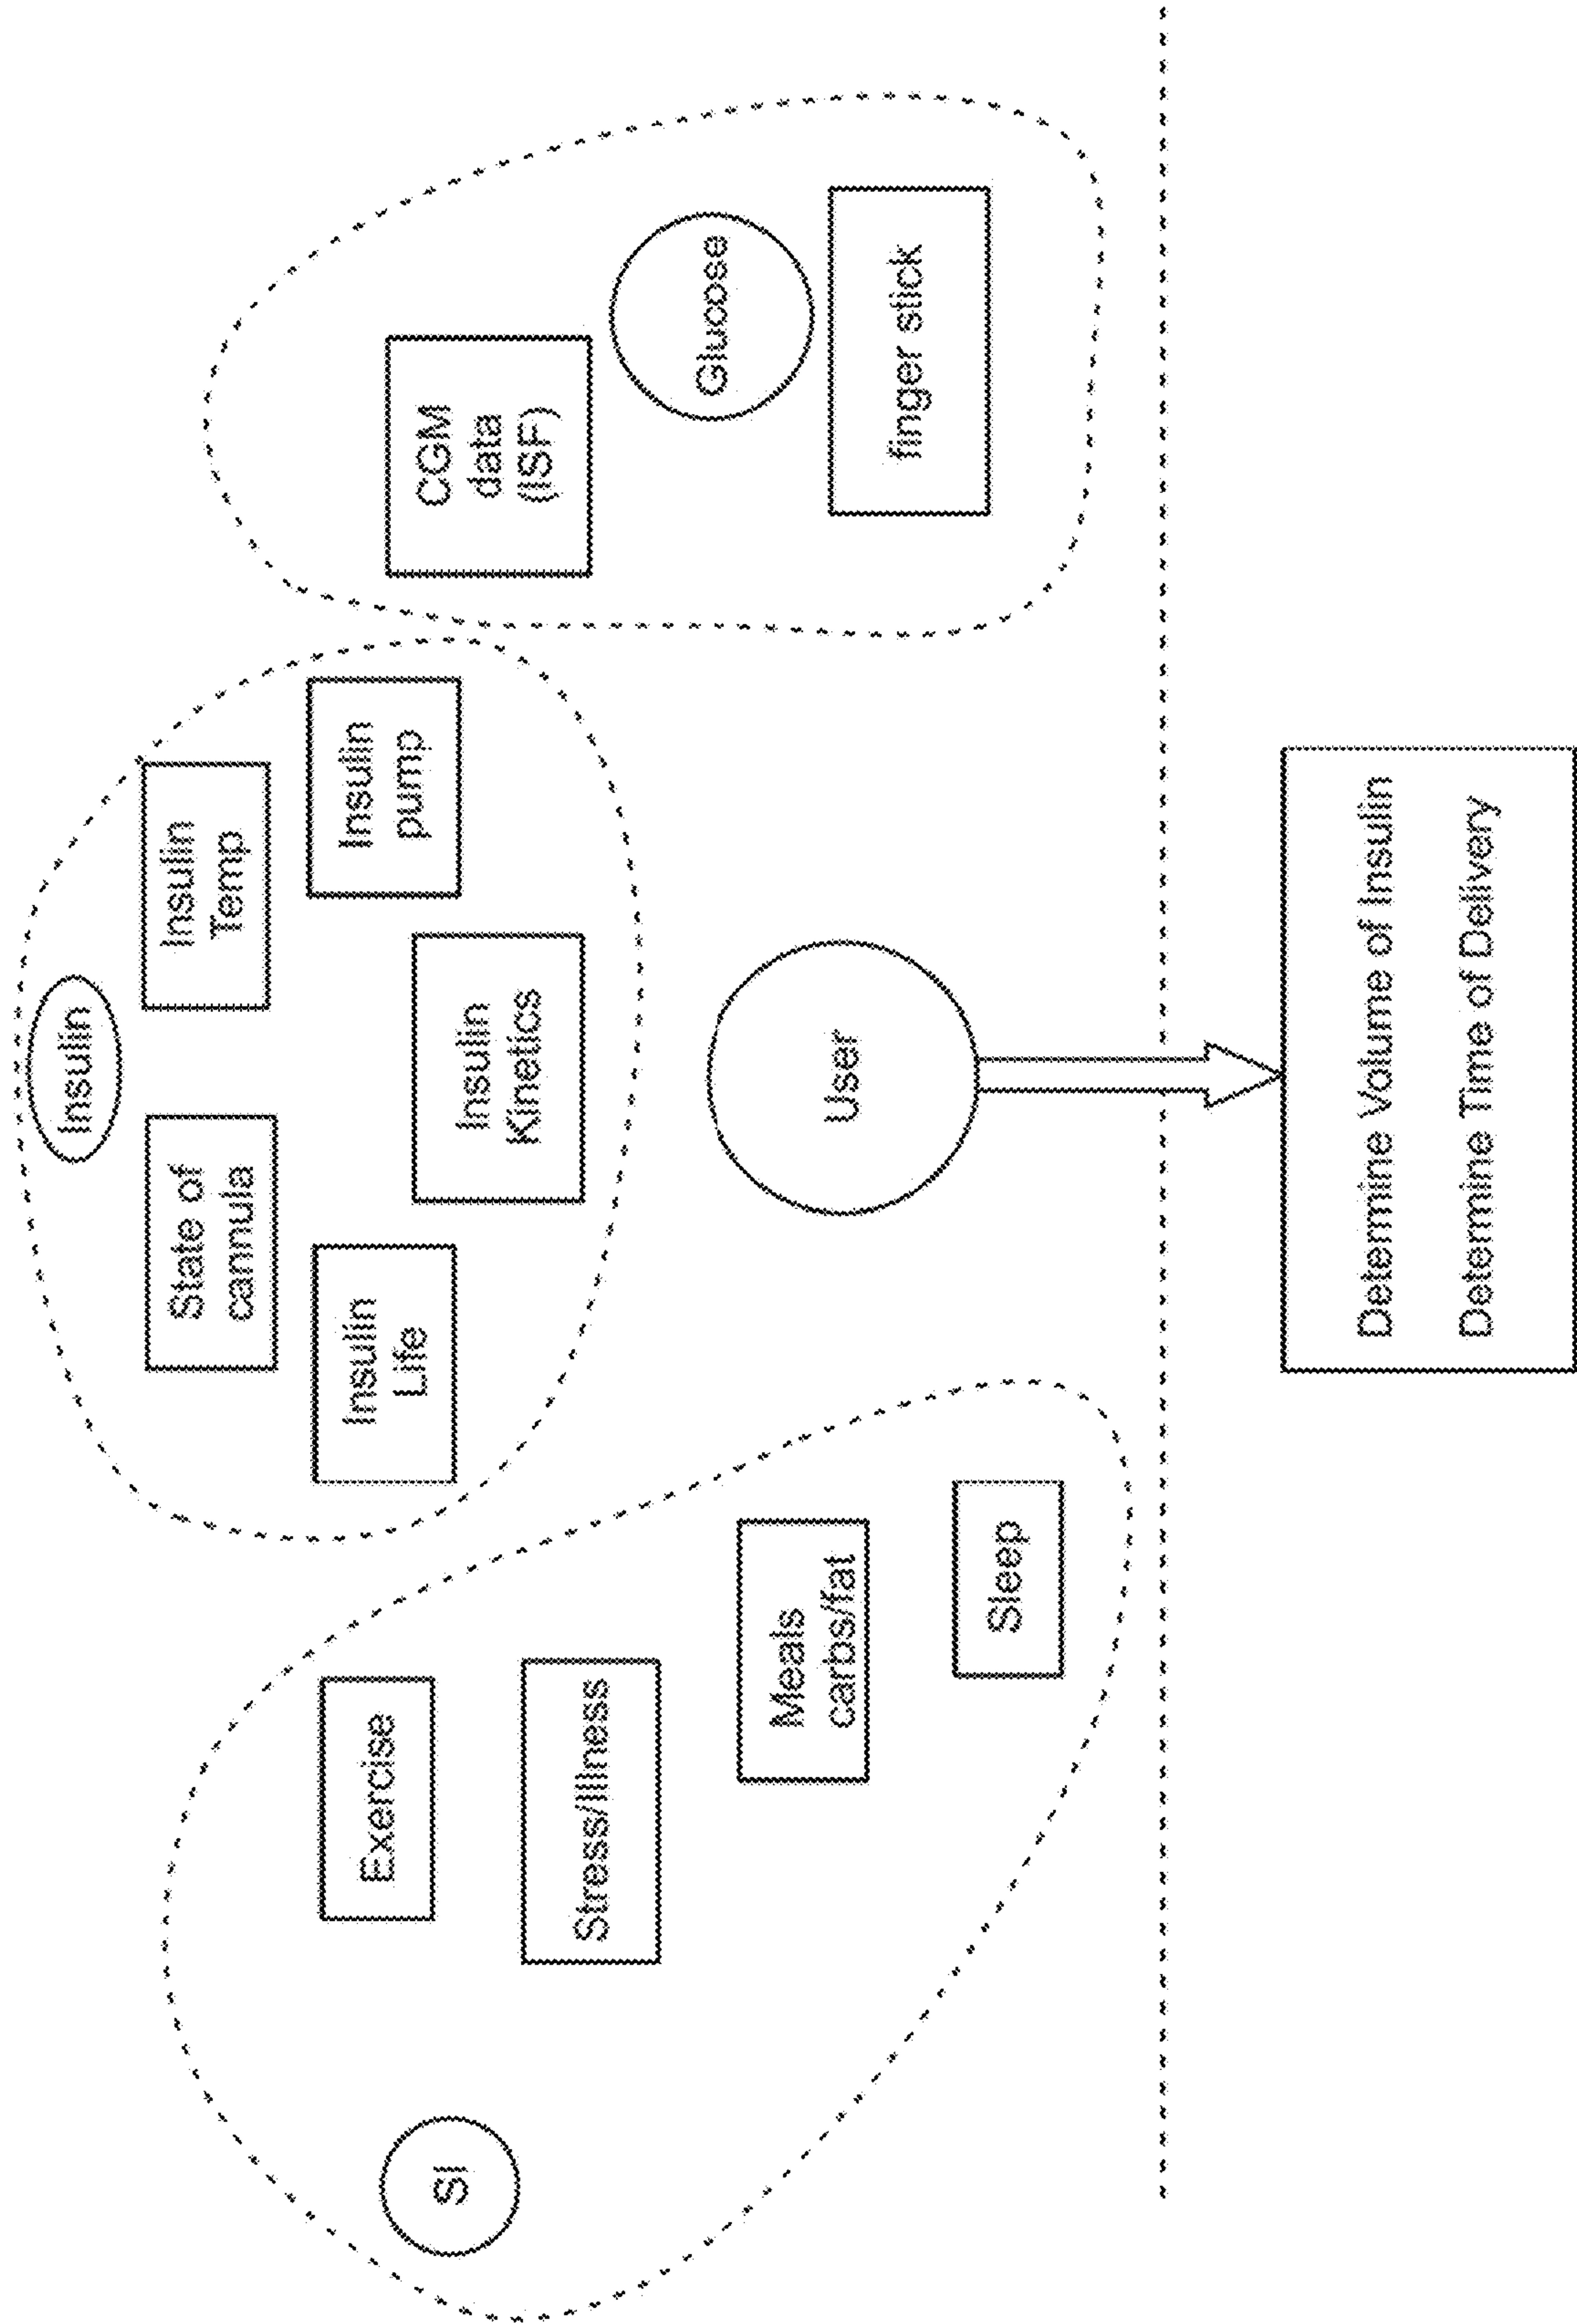 SI
Exercise
Stress/illness
Meals
carbs/fat
Sleep
Insulin
State of
cannula
Insulin
Temp
Insulin
Life
Insulin
pump
Insulin
Kinetics
User
CGM
data
(ISF)
Glucose
finger stick
Determine Volume of Insulin
Determine Time of Delivery